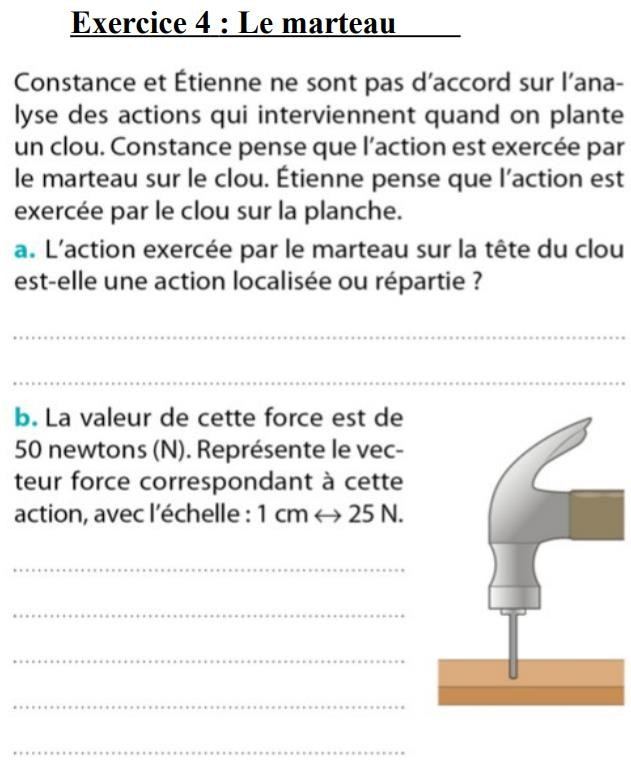 Exercice 4 : Le marteau
Constance et Étienne ne sont pas d’accord sur l’ana-
lyse des actions qui interviennent quand on plante
un clou. Constance pense que l’action est exercée par
le marteau sur le clou. Étienne pense que l’action est
exercée par le clou sur la planche.
a. L’action exercée par le marteau sur la tête du clou
est-elle une action localisée ou répartie ?
b. La valeur de cette force est de
50 newtons (N). Représente le vec-
teur force correspondant à cette
action, avec l’échelle : 1 cm ↔ 25 N.